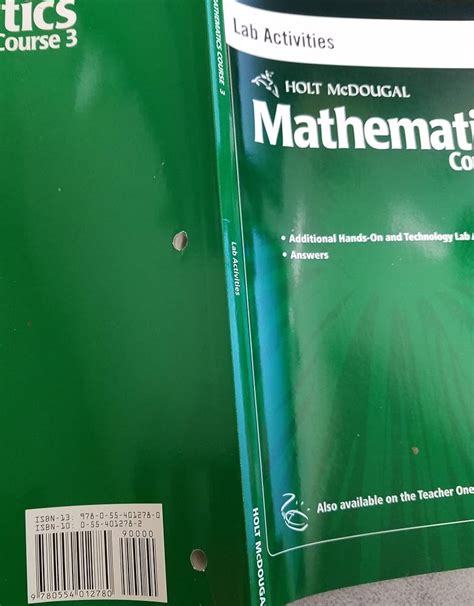 tics
Course 3
ISBN-13: 978-0-55-401278-0
ISBN-10: 0-55-401278-2
90000
9 780554 012780
MATHEMATICS COURSE 3
Lab Activities
HOLT McDOUGAL
Lab Activities
HOLT McDOUGAL
Mathemati
Co
• Additional Hands-On and Technology Lab A
• Answers
Also available on the Teacher One